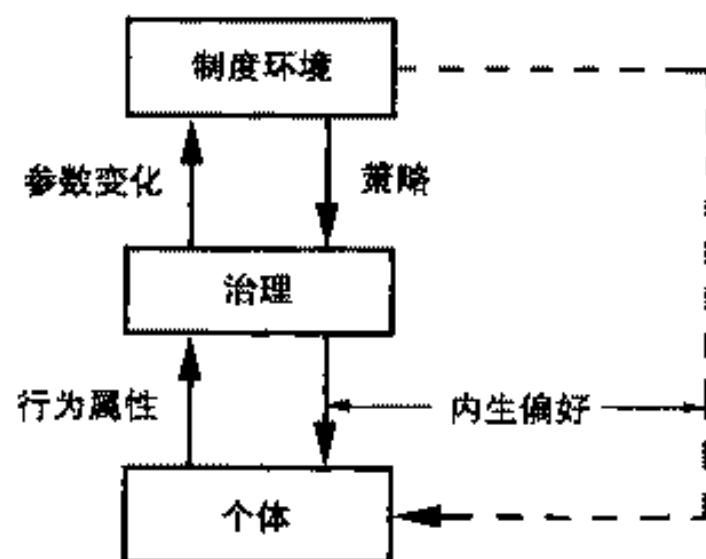 制度环境
参数变化
策略
治理
行为属性
内生偏好
个体